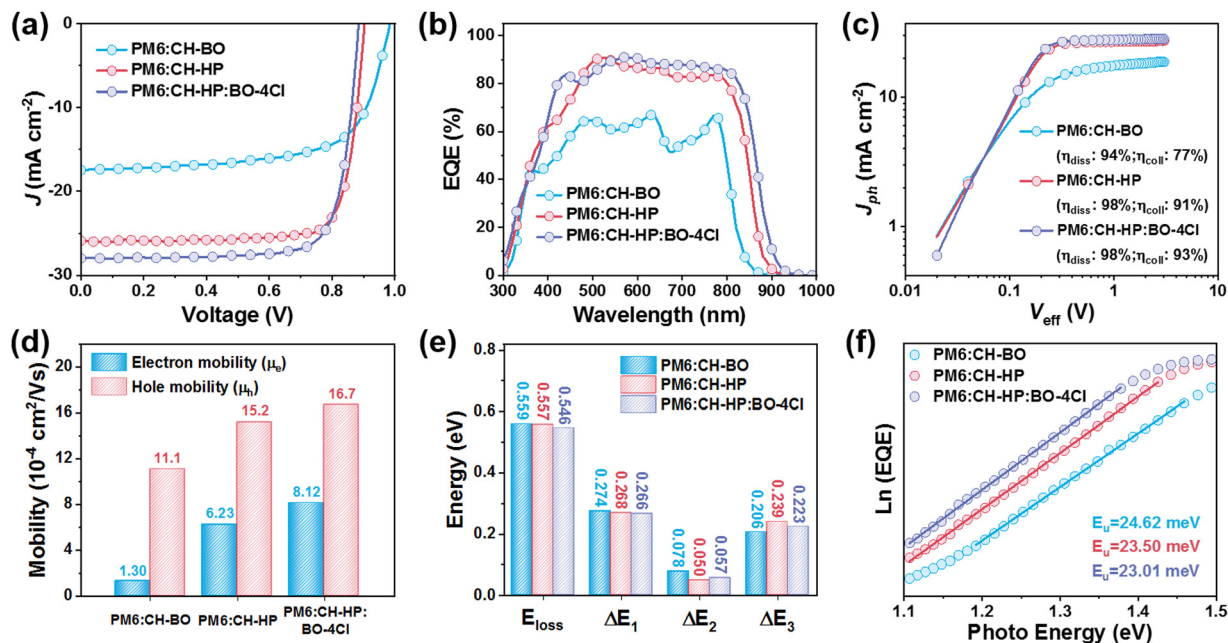 (a)
0
-10
-20
-30
J (mA cm⁻²)
0.0 0.2 0.4 0.6 0.8 1.0
Voltage (V)
PM6:CH-BO
PM6:CH-HP
PM6:CH-HP:BO-4Cl
(b)
100
80
60
40
20
0
EQE (%)
300 400 500 600 700 800 900 1000
Wavelength (nm)
PM6:CH-BO
PM6:CH-HP
PM6:CH-HP:BO-4Cl
(c)
10
1
Jph (mA cm⁻²)
0.01 0.1 1 10
Veff (V)
PM6:CH-BO
(ηdiss: 94%;ηcoll: 77%)
PM6:CH-HP
(ηdiss: 98%;ηcoll: 91%)
PM6:CH-HP:BO-4Cl
(ηdiss: 98%;ηcoll: 93%)
(d)
20
16
12
8
4
0
Mobility (10⁻⁴ cm²/Vs)
Electron mobility (μe)
Hole mobility (μh)
1.30
11.1
6.23
15.2
8.12
16.7
PM6:CH-BO
PM6:CH-HP
PM6:CH-HP:
BO-4Cl
(e)
0.8
0.6
0.4
0.2
0.0
Energy (eV)
PM6:CH-BO
PM6:CH-HP
PM6:CH-HP:BO-4Cl
0.559
0.557
0.546
0.274
0.268
0.266
0.078
0.050
0.057
0.206
0.239
0.223
Eloss
ΔE1
ΔE2
ΔE3
(f)
Ln (EQE)
PM6:CH-BO
PM6:CH-HP
PM6:CH-HP:BO-4Cl
Eu=24.62 meV
Eu=23.50 meV
Eu=23.01 meV
1.1 1.2 1.3 1.4 1.5
Photo Energy (eV)